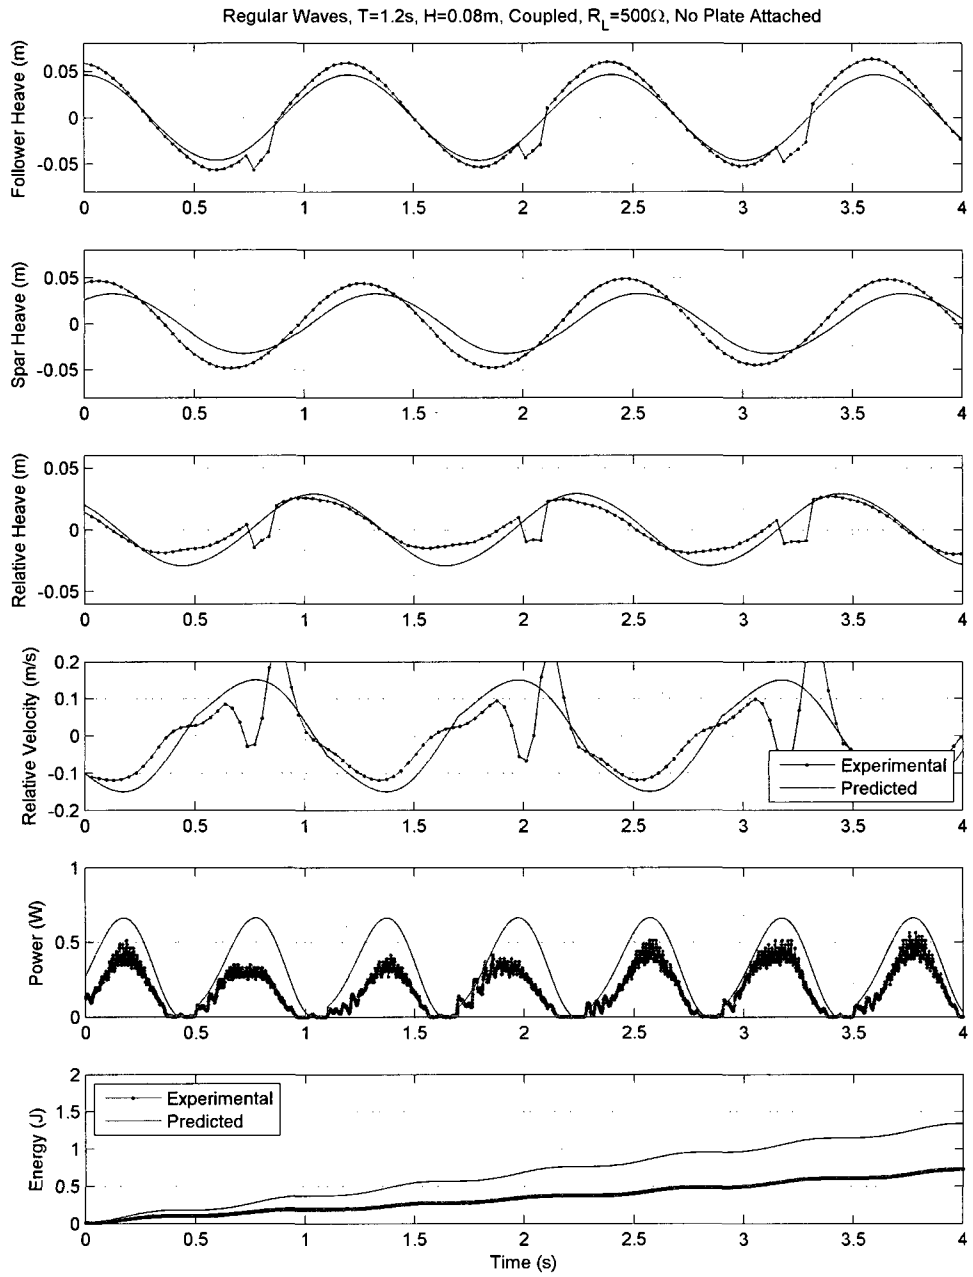 Regular Waves, T=1.2s, H=0.08m, Coupled, R_L=500Ω, No Plate Attached
Follower Heave (m)
0.05
0
-0.05
0 0.5 1 1.5 2 2.5 3 3.5 4
Spar Heave (m)
0.05
0
-0.05
0 0.5 1 1.5 2 2.5 3 3.5 4
Relative Heave (m)
0.05
0
-0.05
0 0.5 1 1.5 2 2.5 3 3.5 4
Relative Velocity (m/s)
0.2
0.1
0
-0.1
-0.2
Experimental
Predicted
0 0.5 1 1.5 2 2.5 3 3.5 4
Power (W)
1
0.5
0
0 0.5 1 1.5 2 2.5 3 3.5 4
Energy (J)
2
1.5
1
0.5
0
Experimental
Predicted
0 0.5 1 1.5 2 2.5 3 3.5 4
Time (s)